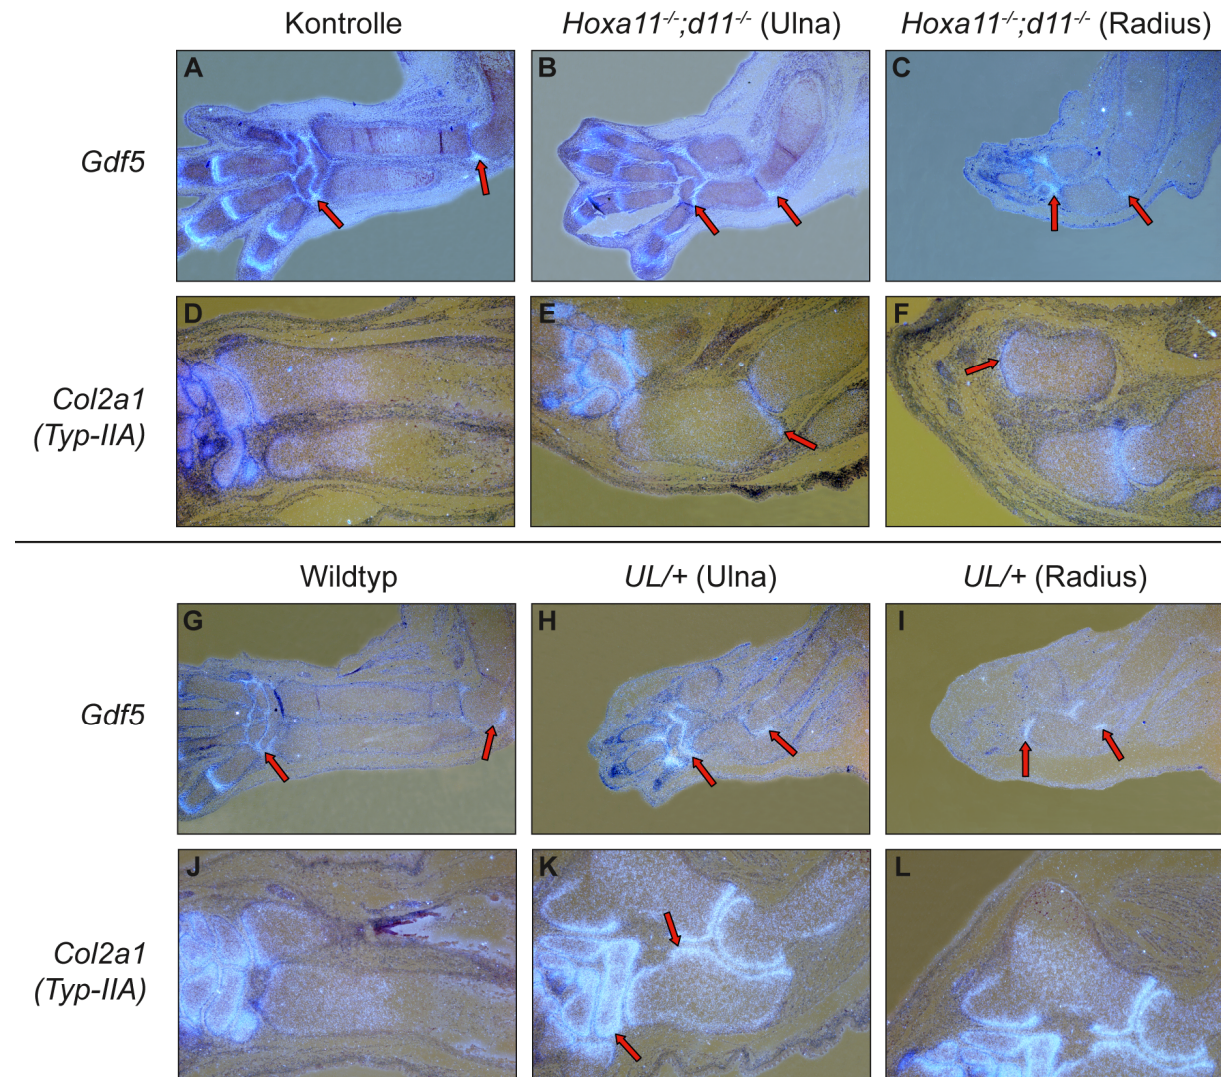 Kontrolle
Hoxa11-/-;d11-/- (Ulna)
Hoxa11-/-;d11-/- (Radius)
A
B
C
Gdf5
D
E
F
Col2a1
(Typ-IIA)
Wildtyp
UL/+ (Ulna)
UL/+ (Radius)
G
H
I
Gdf5
J
K
L
Col2a1
(Typ-IIA)